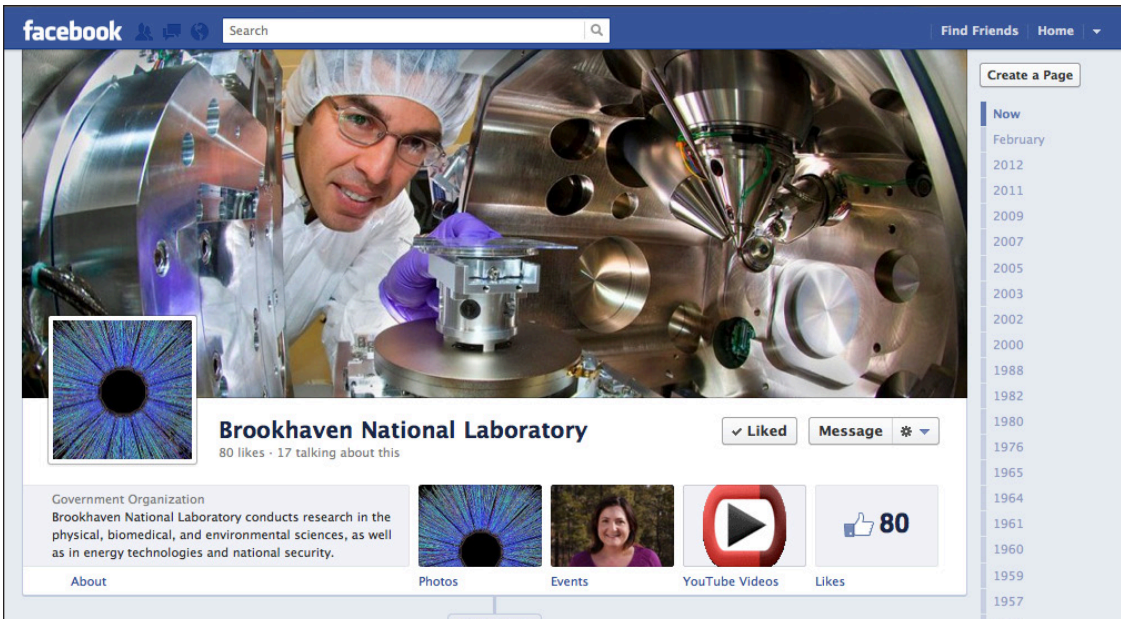 facebook
Search
Find Friends
Home
Create a Page
Now
February
2012
2011
2009
2007
2005
2003
2002
2000
1988
1982
1980
1976
1965
1964
1961
1960
1959
1957
Brookhaven National Laboratory
80 likes · 17 talking about this
✓ Liked
Message
Government Organization
Brookhaven National Laboratory conducts research in the
physical, biomedical, and environmental sciences, as well
as in energy technologies and national security.
80
About
Photos
Events
YouTube Videos
Likes